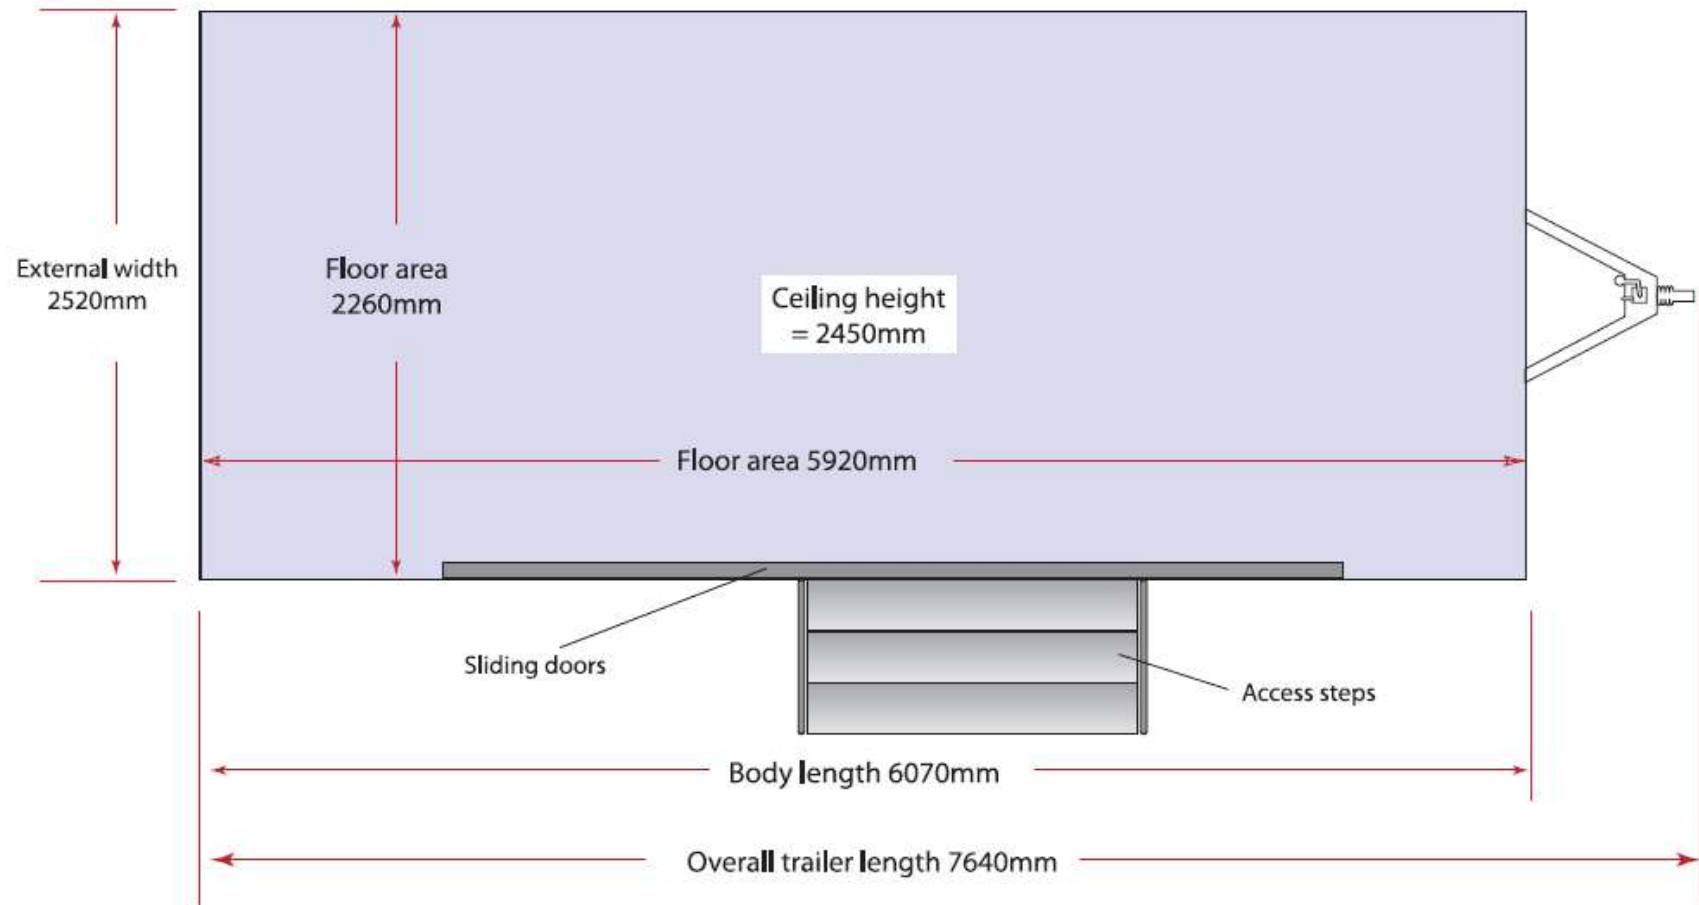 External width
2520mm
Floor area
2260mm
Ceiling height
= 2450mm
Floor area 5920mm
Sliding doors
Access steps
Body length 6070mm
Overall trailer length 7640mm